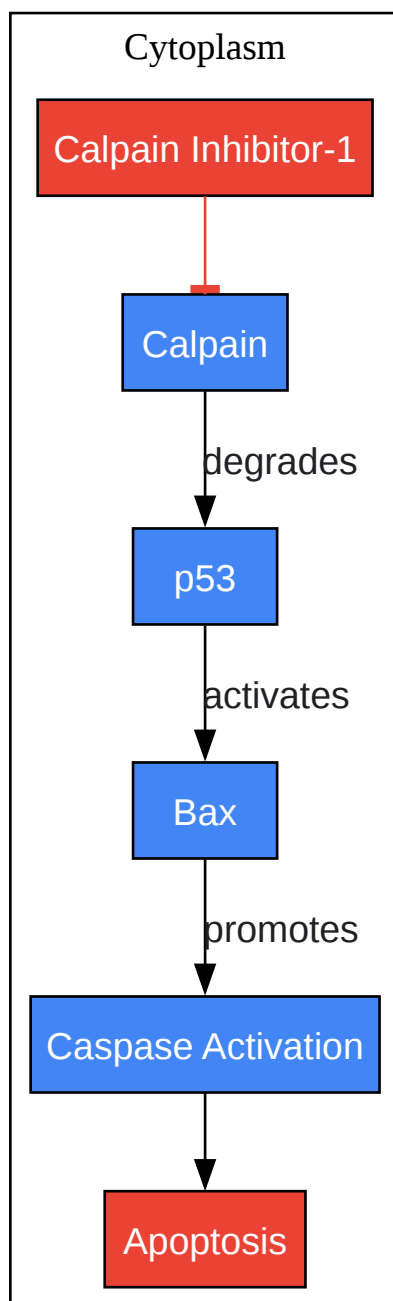 Cytoplasm
Calpain Inhibitor-1
Calpain
degrades
p53
activates
Bax
promotes
Caspase Activation
Apoptosis